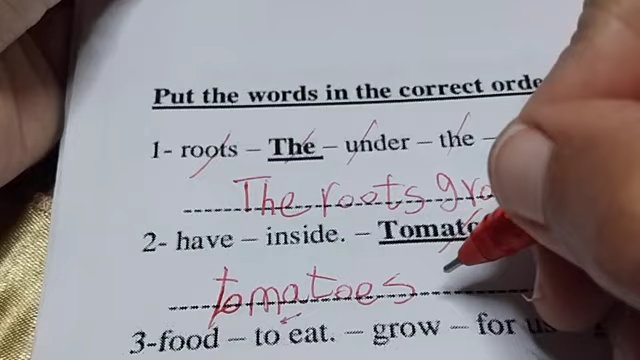 Put the words in the correct orde
1- roots – The – under – the –
The roots gro
2- have – inside. – Tomato
tomatoes
3-food – to eat. – grow – for us